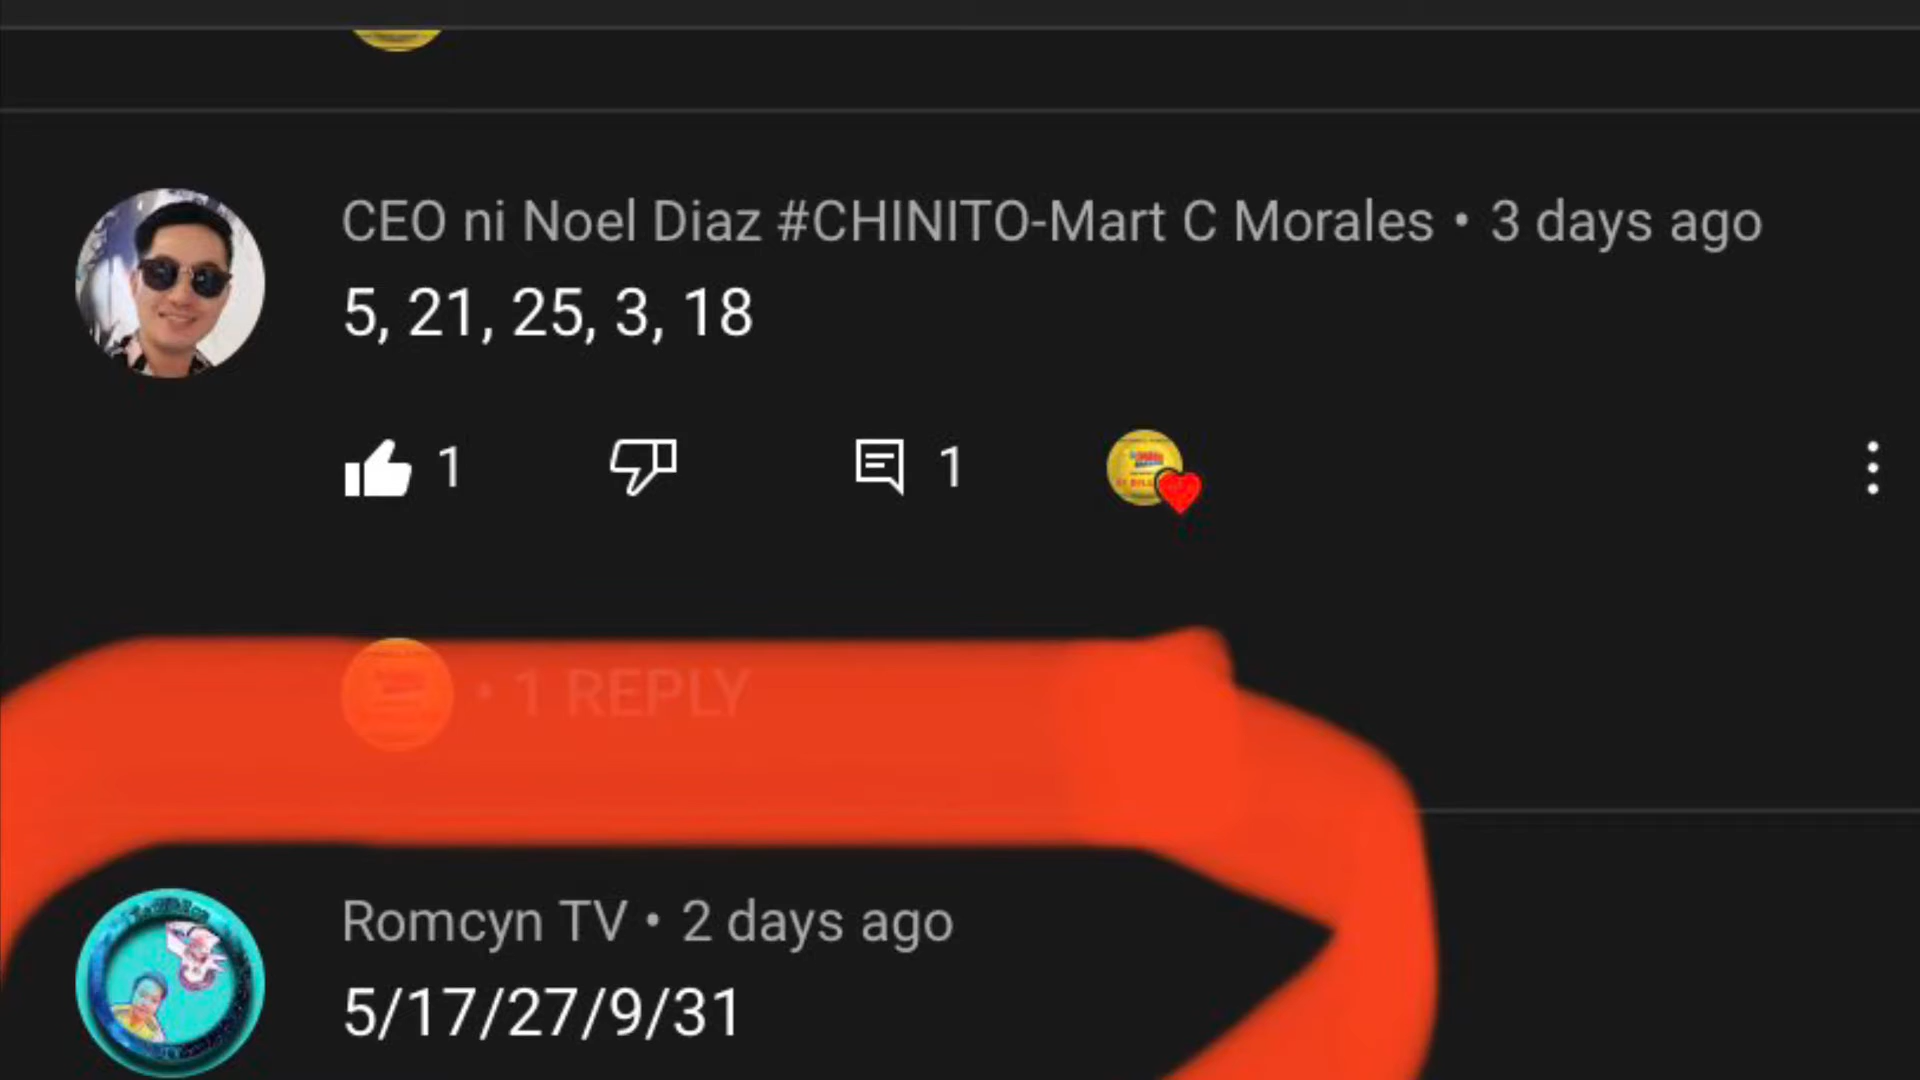 CEO ni Noel Diaz #CHINITO-Mart C Morales • 3 days ago
5, 21, 25, 3, 18
1 1
• 1 REPLY
Romcyn TV • 2 days ago
5/17/27/9/31